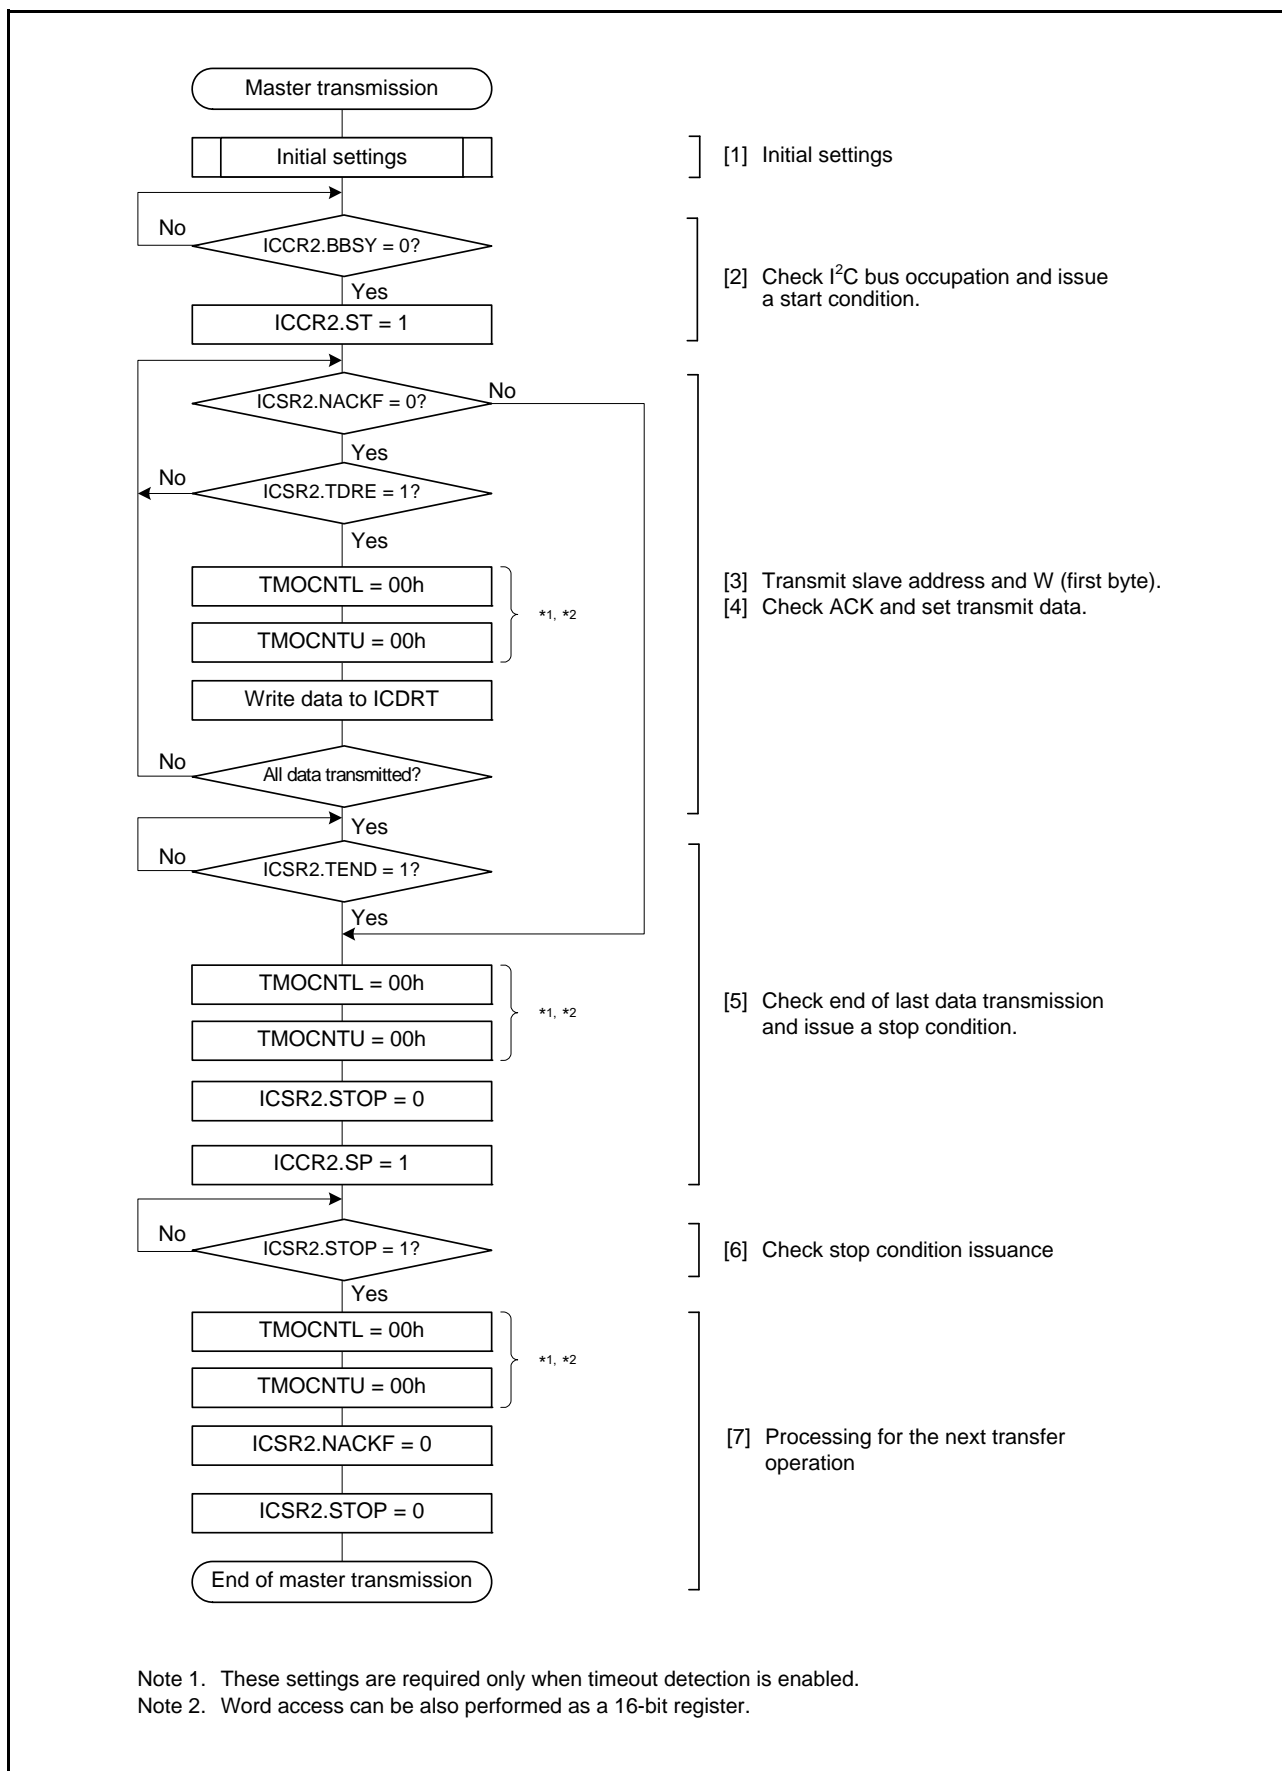 Master transmission
Initial settings
[1] Initial settings
No
ICCR2.BBSY = 0?
Yes
[2] Check I²C bus occupation and issue
a start condition.
ICCR2.ST = 1
ICSR2.NACKF = 0?
No
Yes
No
ICSR2.TDRE = 1?
Yes
TMOCNTL = 00h
*1, *2
TMOCNTU = 00h
[3] Transmit slave address and W (first byte).
[4] Check ACK and set transmit data.
Write data to ICDRT
No
All data transmitted?
Yes
No
ICSR2.TEND = 1?
Yes
TMOCNTL = 00h
*1, *2
TMOCNTU = 00h
[5] Check end of last data transmission
and issue a stop condition.
ICSR2.STOP = 0
ICCR2.SP = 1
No
ICSR2.STOP = 1?
[6] Check stop condition issuance
Yes
TMOCNTL = 00h
*1, *2
TMOCNTU = 00h
ICSR2.NACKF = 0
[7] Processing for the next transfer
operation
ICSR2.STOP = 0
End of master transmission
Note 1. These settings are required only when timeout detection is enabled.
Note 2. Word access can be also performed as a 16-bit register.